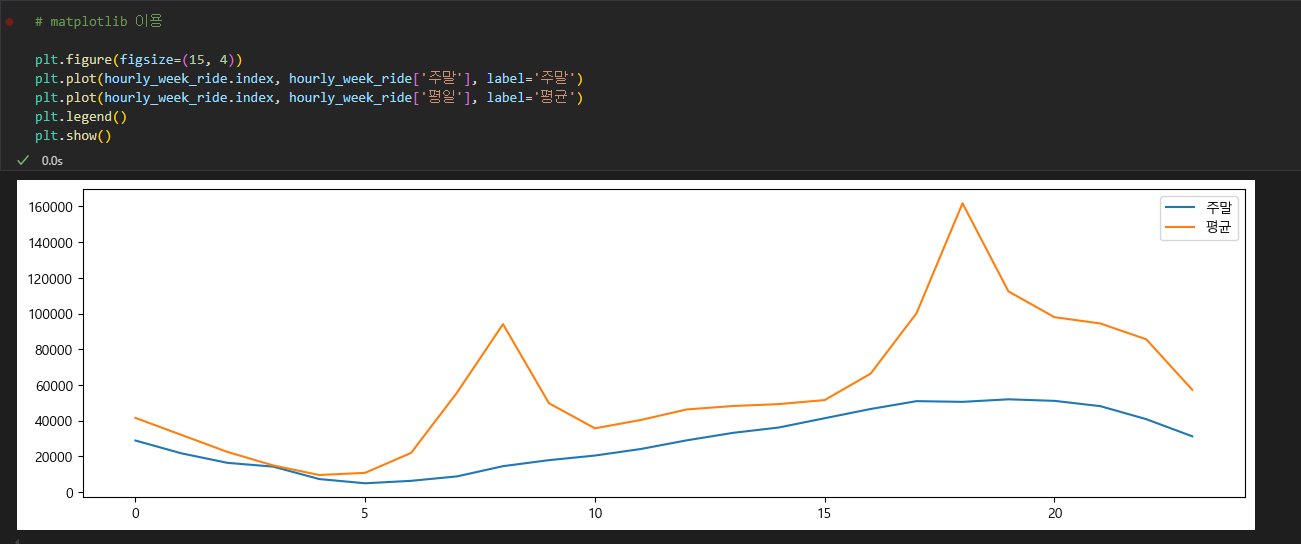 # matplotlib 이용
plt.figure(figsize=(15, 4))
plt.plot(hourly_week_ride.index, hourly_week_ride['주말'], label='주말')
plt.plot(hourly_week_ride.index, hourly_week_ride['평일'], label='평균')
plt.legend()
plt.show()
0.0s
주말
평균
160000
140000
120000
100000
80000
60000
40000
20000
0
0 5 10 15 20